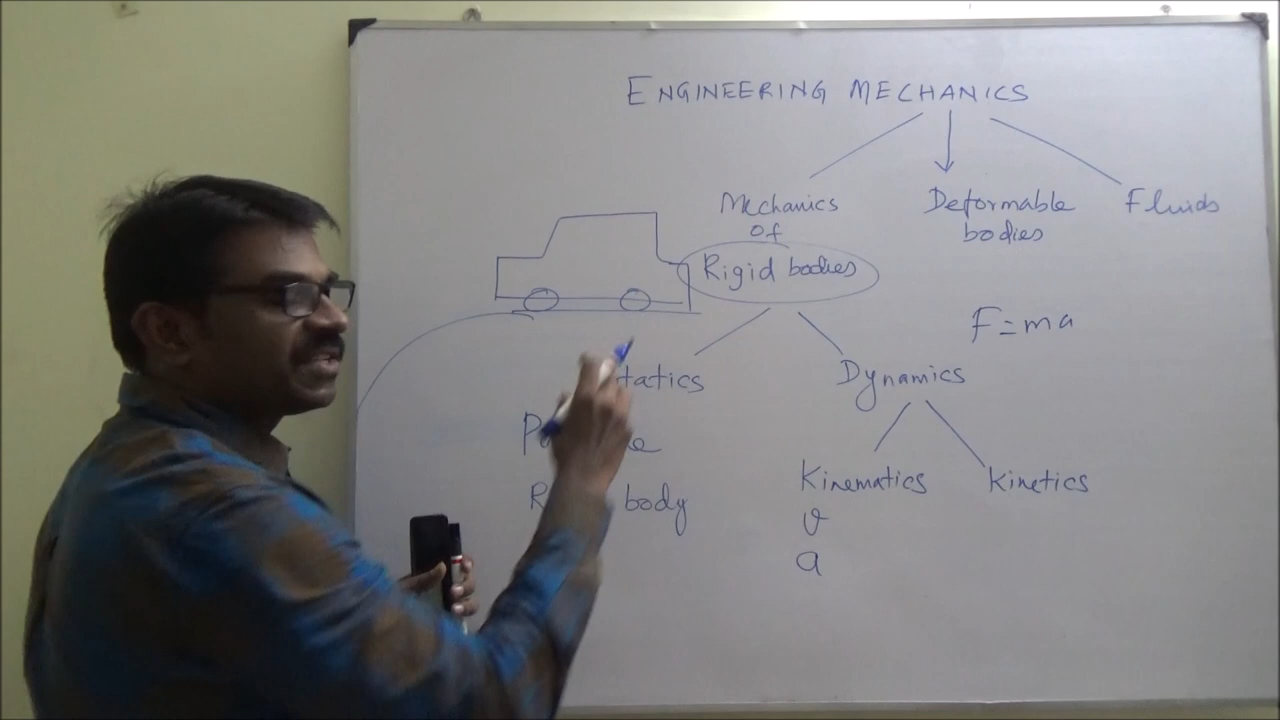 ENGINEERING MECHANICS
Mechanics of
Deformable bodies
Fluids
Rigid bodies
F = ma
tatics
Dynamics
Kinematics
Kinetics
body
v
a